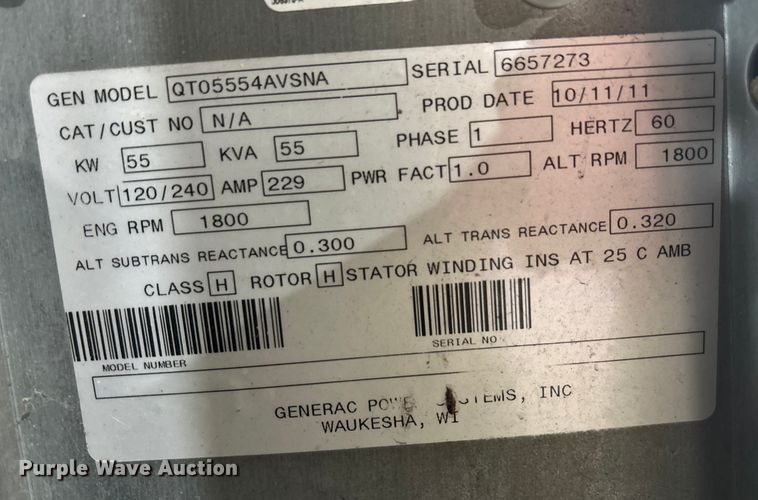 GEN MODEL QT05554AVSNA SERIAL 6657273
CAT/CUST NO N/A PROD DATE 10/11/11
KW 55 KVA 55 PHASE 1 HERTZ 60
VOLT 120/240 AMP 229 PWR FACT 1.0 ALT RPM 1800
ENG RPM 1800
ALT SUBTRANS REACTANCE 0.300 ALT TRANS REACTANCE 0.320
CLASS H ROTOR H STATOR WINDING INS AT 25 C AMB
MODEL NUMBER SERIAL NO
GENERAC INC
WAUKESHA, WI
Purple Wave Auction